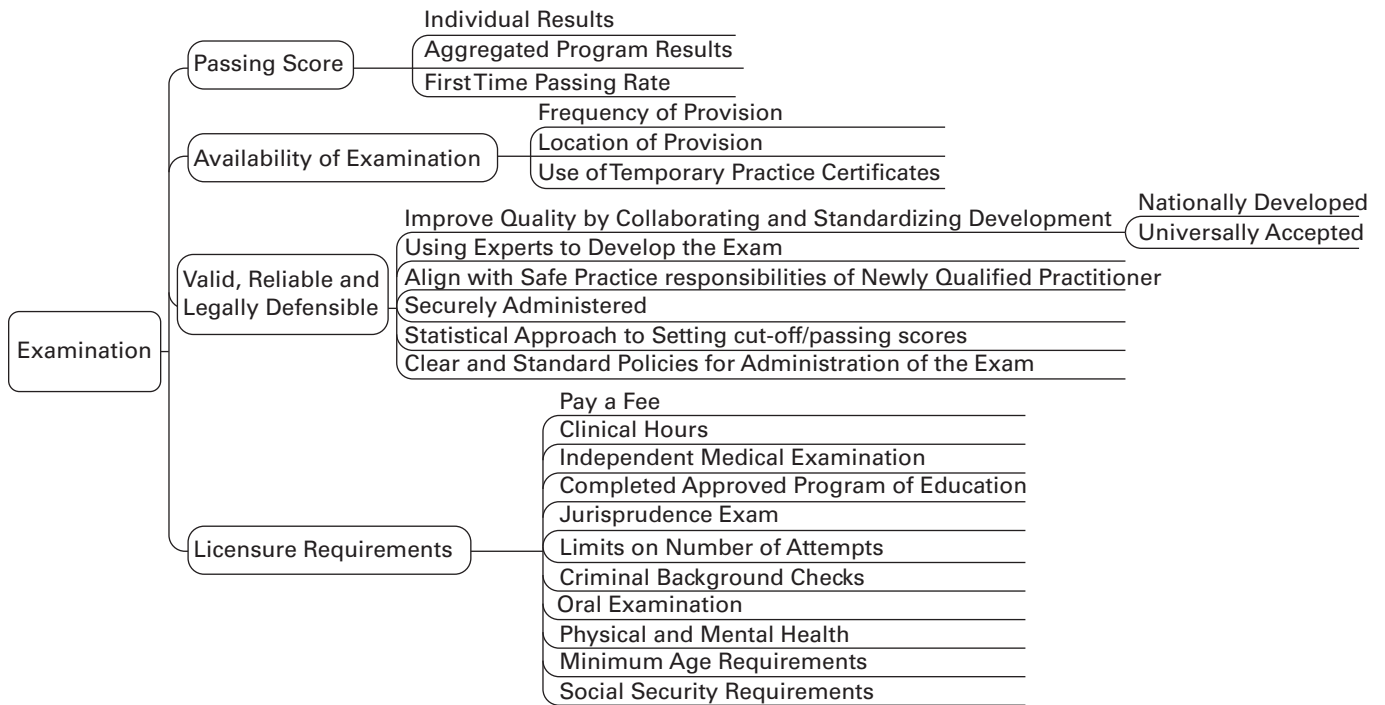 Examination
Passing Score
Individual Results
Aggregated Program Results
First Time Passing Rate
Availability of Examination
Frequency of Provision
Location of Provision
Use of Temporary Practice Certificates
Valid, Reliable and
Legally Defensible
Improve Quality by Collaborating and Standardizing Development
Nationally Developed
Universally Accepted
Using Experts to Develop the Exam
Align with Safe Practice responsibilities of Newly Qualified Practitioner
Securely Administered
Statistical Approach to Setting cut-off/passing scores
Clear and Standard Policies for Administration of the Exam
Licensure Requirements
Pay a Fee
Clinical Hours
Independent Medical Examination
Completed Approved Program of Education
Jurisprudence Exam
Limits on Number of Attempts
Criminal Background Checks
Oral Examination
Physical and Mental Health
Minimum Age Requirements
Social Security Requirements